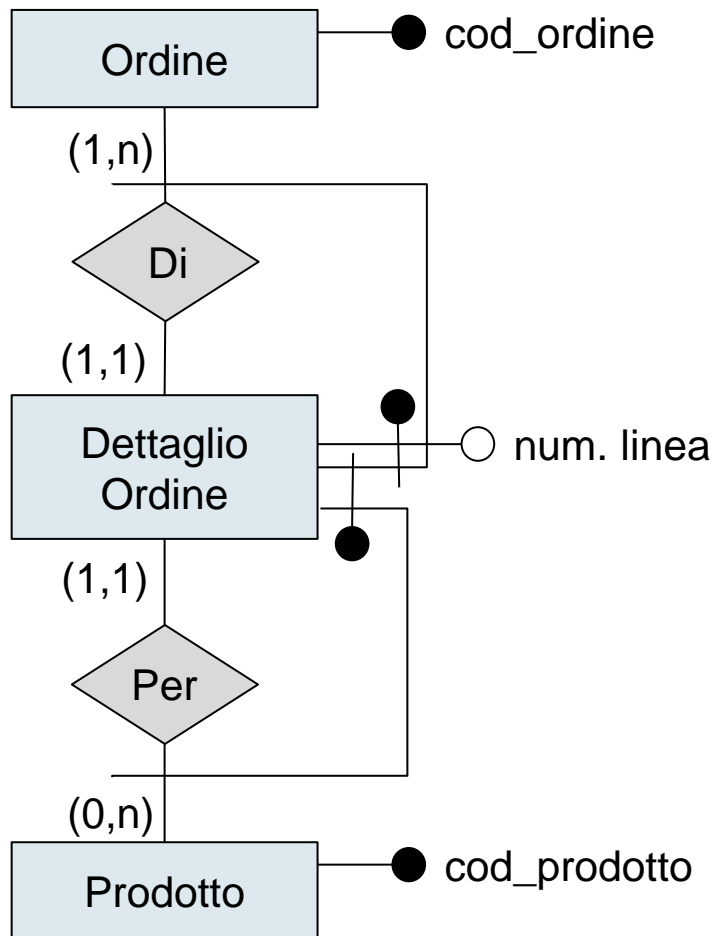 Ordine
cod_ordine
(1,n)
Di
(1,1)
Dettaglio
Ordine
num. linea
(1,1)
Per
(0,n)
Prodotto
cod_prodotto